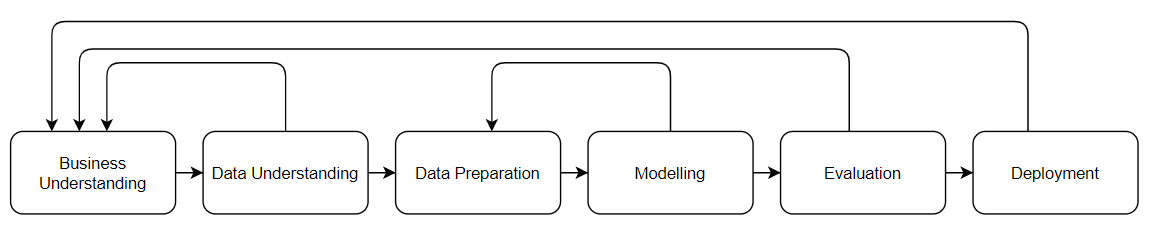 Business
Understanding
Data Understanding
Data Preparation
Modelling
Evaluation
Deployment